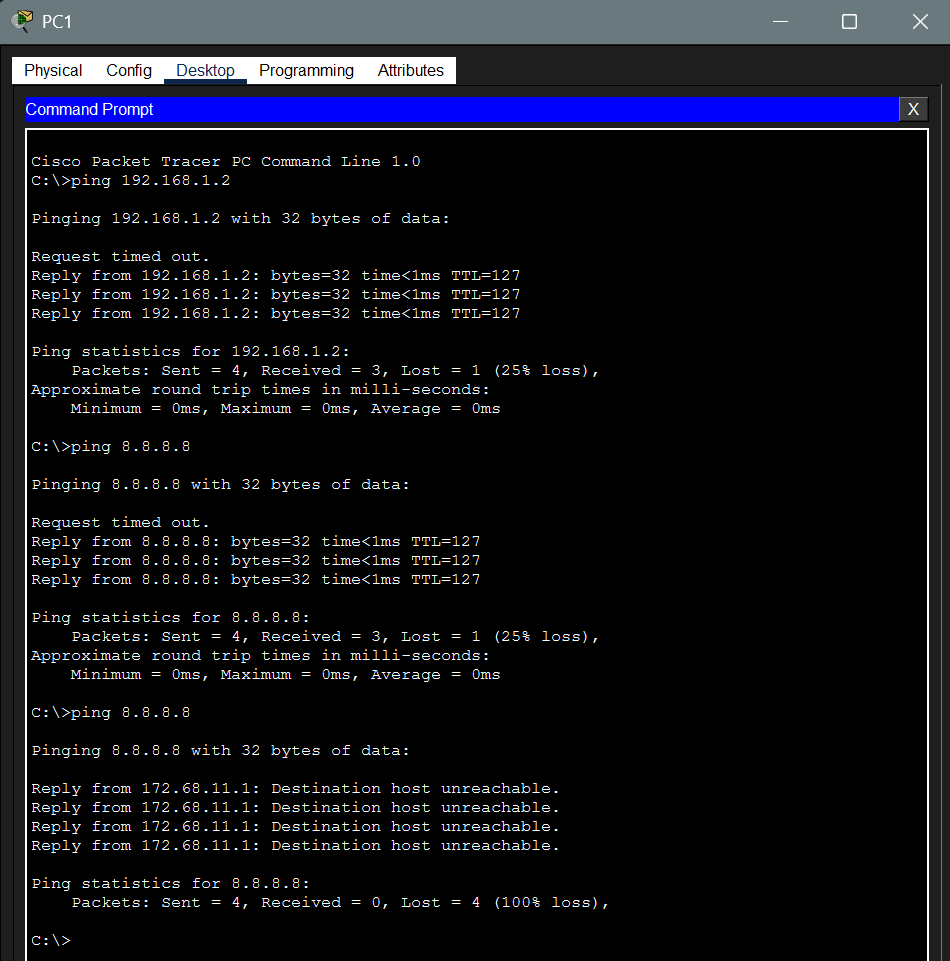 PC1
Physical Config Desktop Programming Attributes
Command Prompt X
Cisco Packet Tracer PC Command Line 1.0
C:\>ping 192.168.1.2
Pinging 192.168.1.2 with 32 bytes of data:
Request timed out.
Reply from 192.168.1.2: bytes=32 time<1ms TTL=127
Reply from 192.168.1.2: bytes=32 time<1ms TTL=127
Reply from 192.168.1.2: bytes=32 time<1ms TTL=127
Ping statistics for 192.168.1.2:
Packets: Sent = 4, Received = 3, Lost = 1 (25% loss),
Approximate round trip times in milli-seconds:
Minimum = 0ms, Maximum = 0ms, Average = 0ms
C:\>ping 8.8.8.8
Pinging 8.8.8.8 with 32 bytes of data:
Request timed out.
Reply from 8.8.8.8: bytes=32 time<1ms TTL=127
Reply from 8.8.8.8: bytes=32 time<1ms TTL=127
Reply from 8.8.8.8: bytes=32 time<1ms TTL=127
Ping statistics for 8.8.8.8:
Packets: Sent = 4, Received = 3, Lost = 1 (25% loss),
Approximate round trip times in milli-seconds:
Minimum = 0ms, Maximum = 0ms, Average = 0ms
C:\>ping 8.8.8.8
Pinging 8.8.8.8 with 32 bytes of data:
Reply from 172.68.11.1: Destination host unreachable.
Reply from 172.68.11.1: Destination host unreachable.
Reply from 172.68.11.1: Destination host unreachable.
Reply from 172.68.11.1: Destination host unreachable.
Ping statistics for 8.8.8.8:
Packets: Sent = 4, Received = 0, Lost = 4 (100% loss),
C:\>